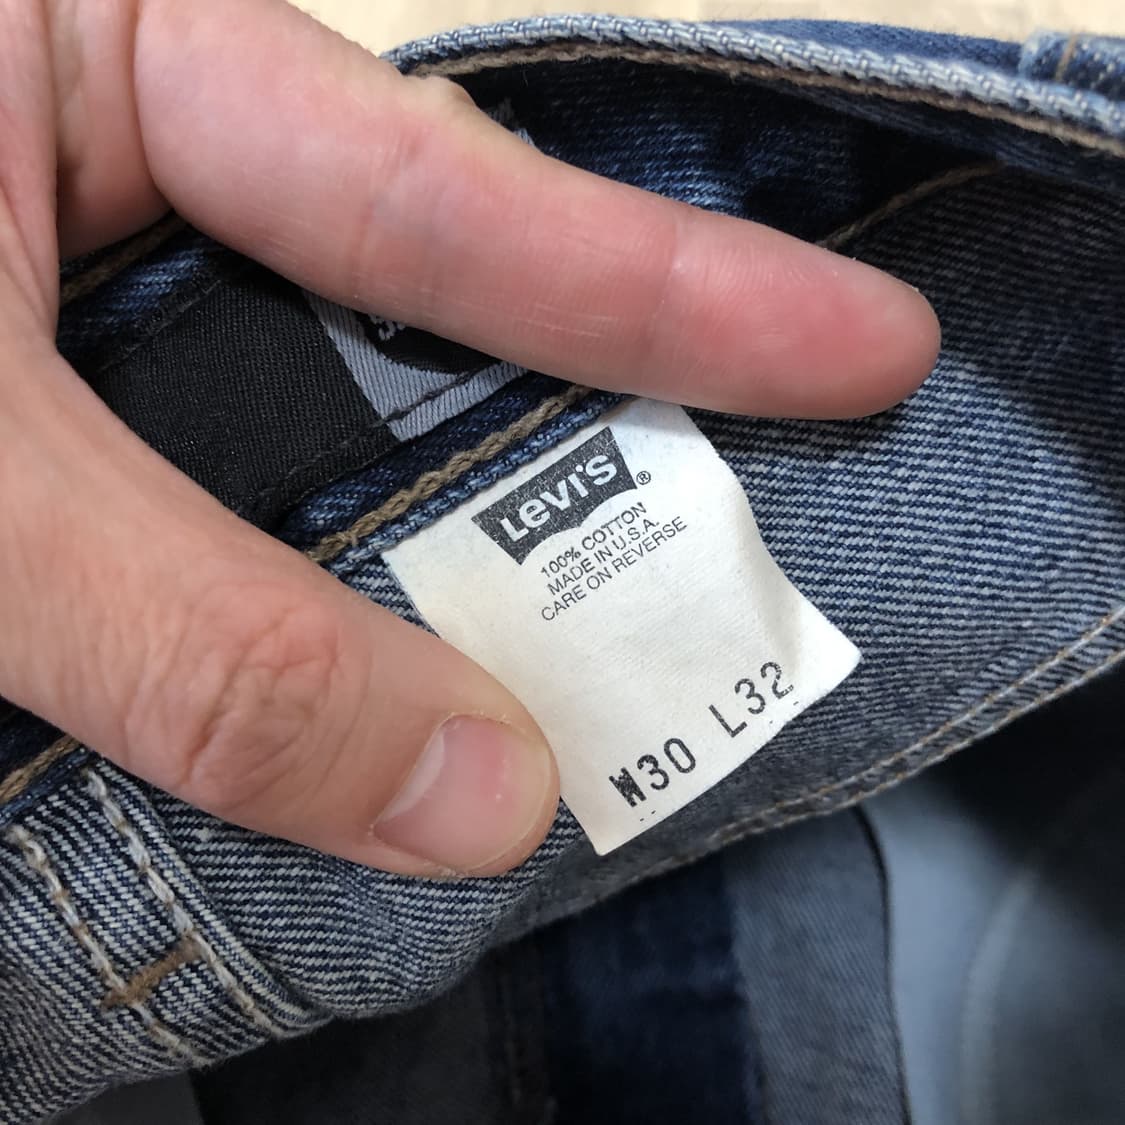 Levi's ®
100% COTTON
MADE IN U.S.A.
CARE ON REVERSE
W30 L32